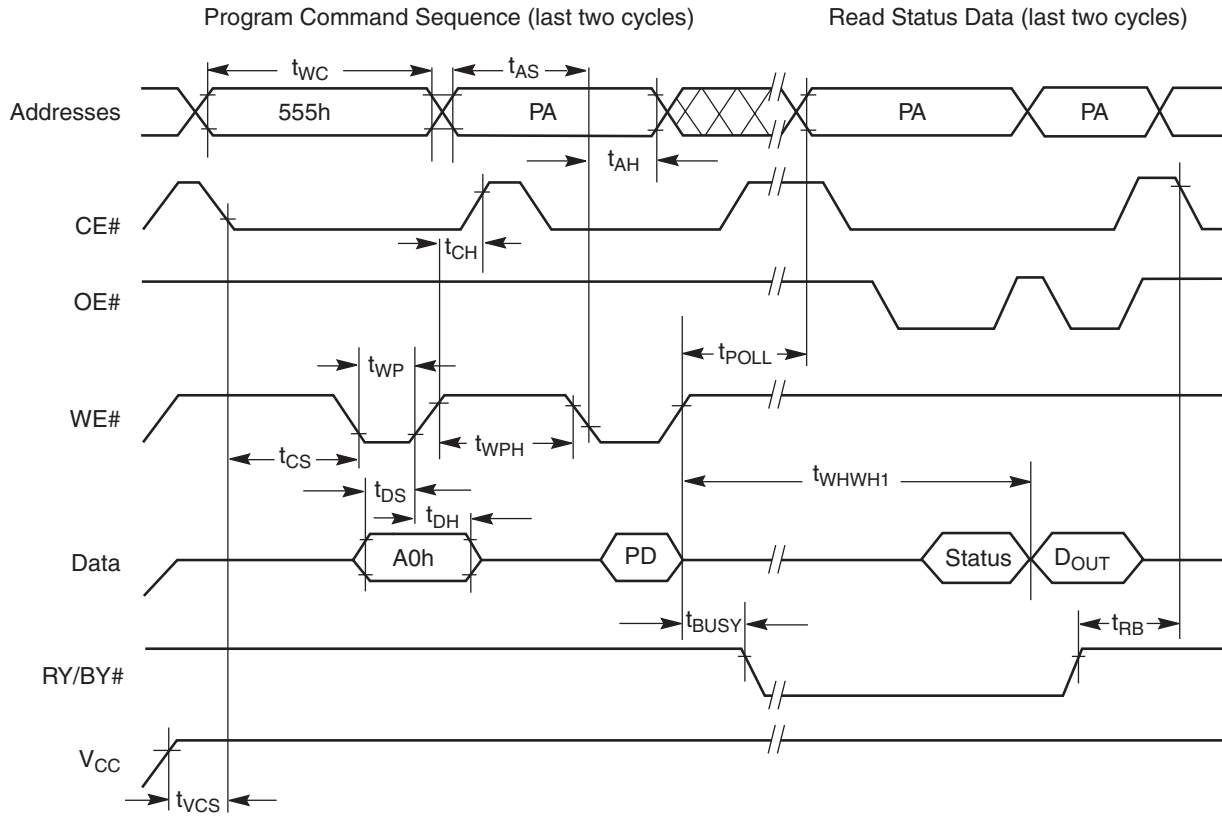 Program Command Sequence (last two cycles)
Read Status Data (last two cycles)
tWC
tAS
Addresses
555h
PA
PA
PA
tAH
CE#
tCH
OE#
tPOLL
tWP
WE#
tWPH
tCS
tWHWH1
tDS
tDH
Data
A0h
PD
Status
DOUT
tBUSY
tRB
RY/BY#
VCC
tVCS